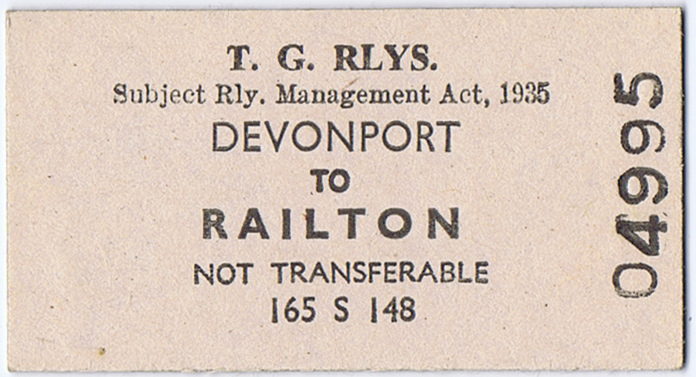 T. G. RLYS.
Subject Rly. Management Act, 1935
DEVONPORT
TO
RAILTON
NOT TRANSFERABLE
165 S 148
04995